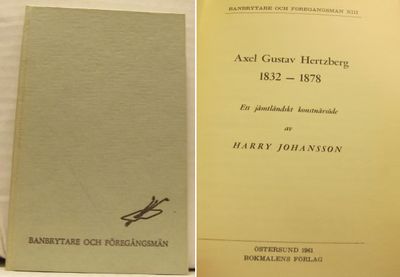 BANBRYTARE OCH FÖREGÅNGSMÄN
BANBRYTARE OCH FÖREGÅNGSMÄN XIII
Axel Gustav Hertzberg
1832 — 1878
Ett jämtländskt konstnärsöde
av
HARRY JOHANSSON
ÖSTERSUND 1961
BOKMALENS FÖRLAG